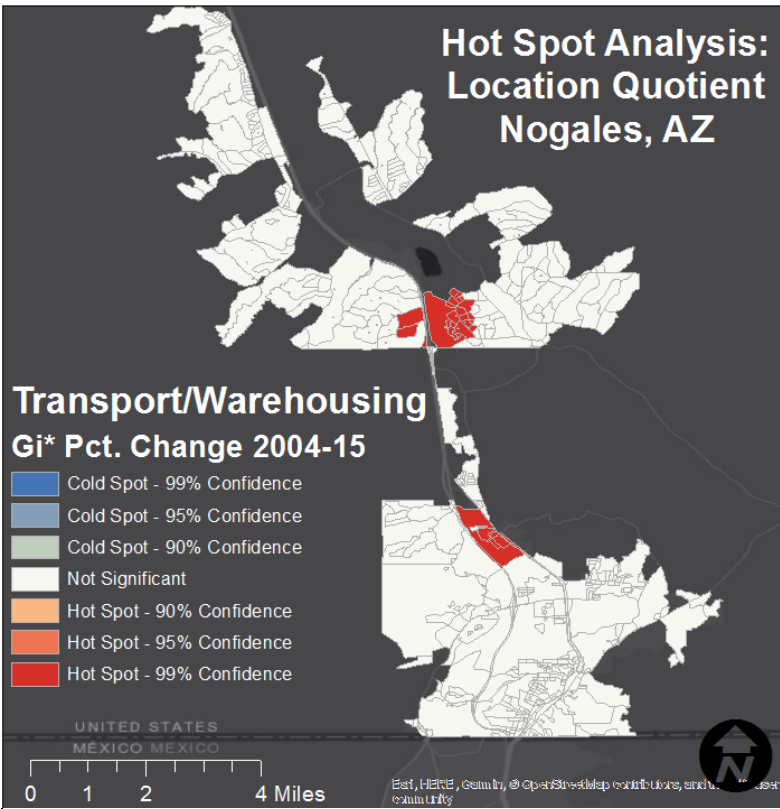 Hot Spot Analysis:
Location Quotient
Nogales, AZ
Transport/Warehousing
Gi* Pct. Change 2004-15
Cold Spot - 99% Confidence
Cold Spot - 95% Confidence
Cold Spot - 90% Confidence
Not Significant
Hot Spot - 90% Confidence
Hot Spot - 95% Confidence
Hot Spot - 99% Confidence
UNITED STATES
MÉXICO MEXICO
0 1 2 4 Miles
N
Esri, HERE, Garmin, © OpenStreetMap contributors, and user
community